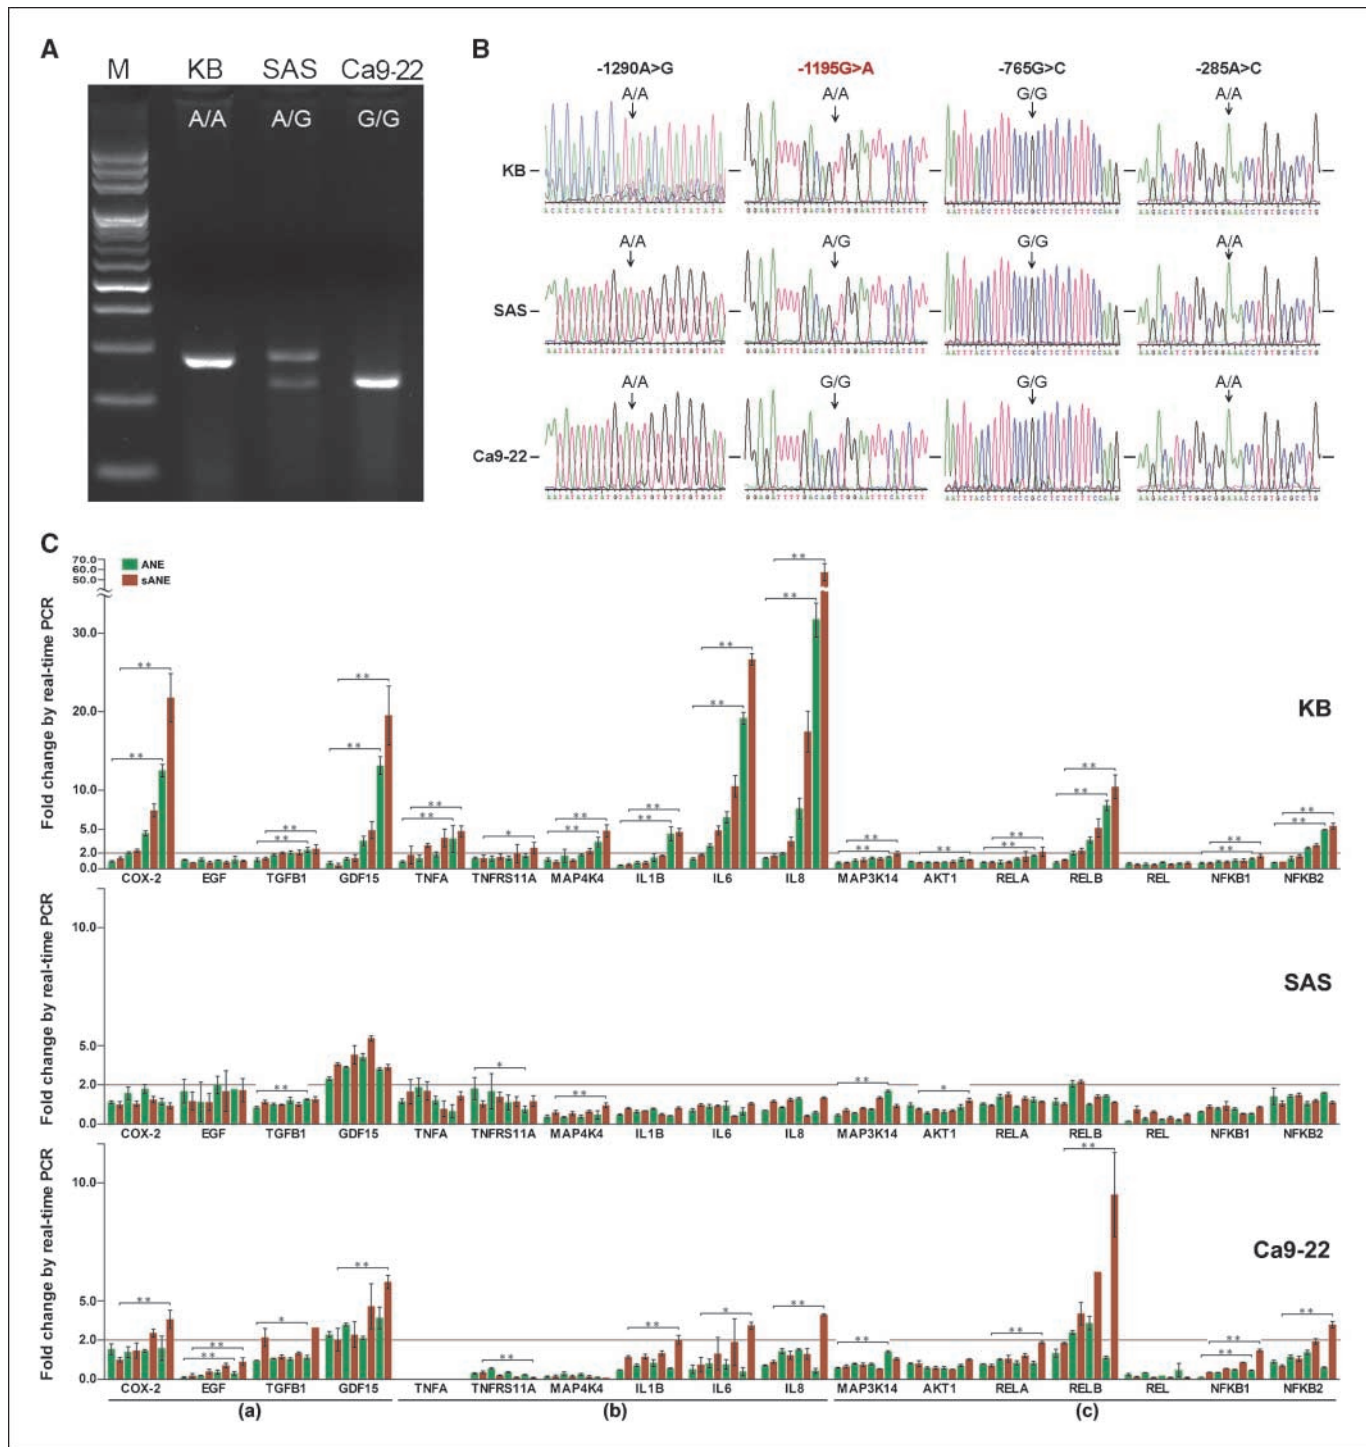 A
M KB SAS Ca9-22
A/A A/G G/G
B
-1290A>G -1195G>A -765G>C -285A>C
A/A A/A G/G A/A
KB
A/A A/G G/G A/A
SAS
A/A G/G G/G A/A
Ca9-22
C
ANE
sANE
Fold change by real-time PCR
70.0
60.0
50.0
30.0
20.0
10.0
5.0
2.0
0.0
KB
COX-2 EGF TGFB1 GDF15 TNFA TNFRS11A MAP4K4 IL1B IL6 IL8 MAP3K14 AKT1 RELA RELB REL NFKB1 NFKB2
Fold change by real-time PCR
10.0
5.0
2.0
0.0
SAS
COX-2 EGF TGFB1 GDF15 TNFA TNFRS11A MAP4K4 IL1B IL6 IL8 MAP3K14 AKT1 RELA RELB REL NFKB1 NFKB2
Fold change by real-time PCR
10.0
5.0
2.0
0.0
Ca9-22
COX-2 EGF TGFB1 GDF15 TNFA TNFRS11A MAP4K4 IL1B IL6 IL8 MAP3K14 AKT1 RELA RELB REL NFKB1 NFKB2
(a) (b) (c)